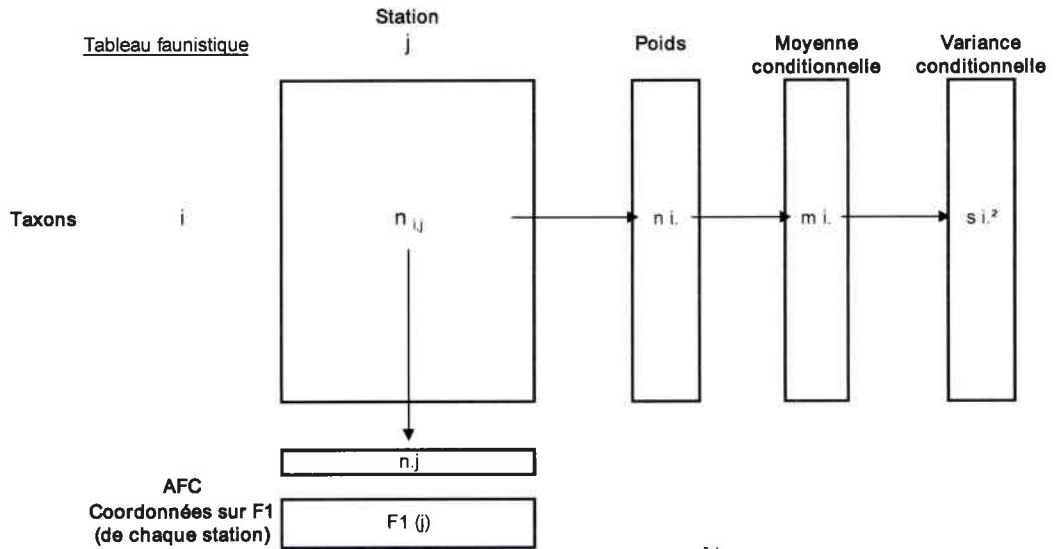 Station
Tableau faunistique
j
Poids
Moyenne
conditionnelle
Variance
conditionnelle
Taxons
i
n i,j
n i.
m i.
s i.²
n.j
AFC
Coordonnées sur F1
(de chaque station)
F1 (j)